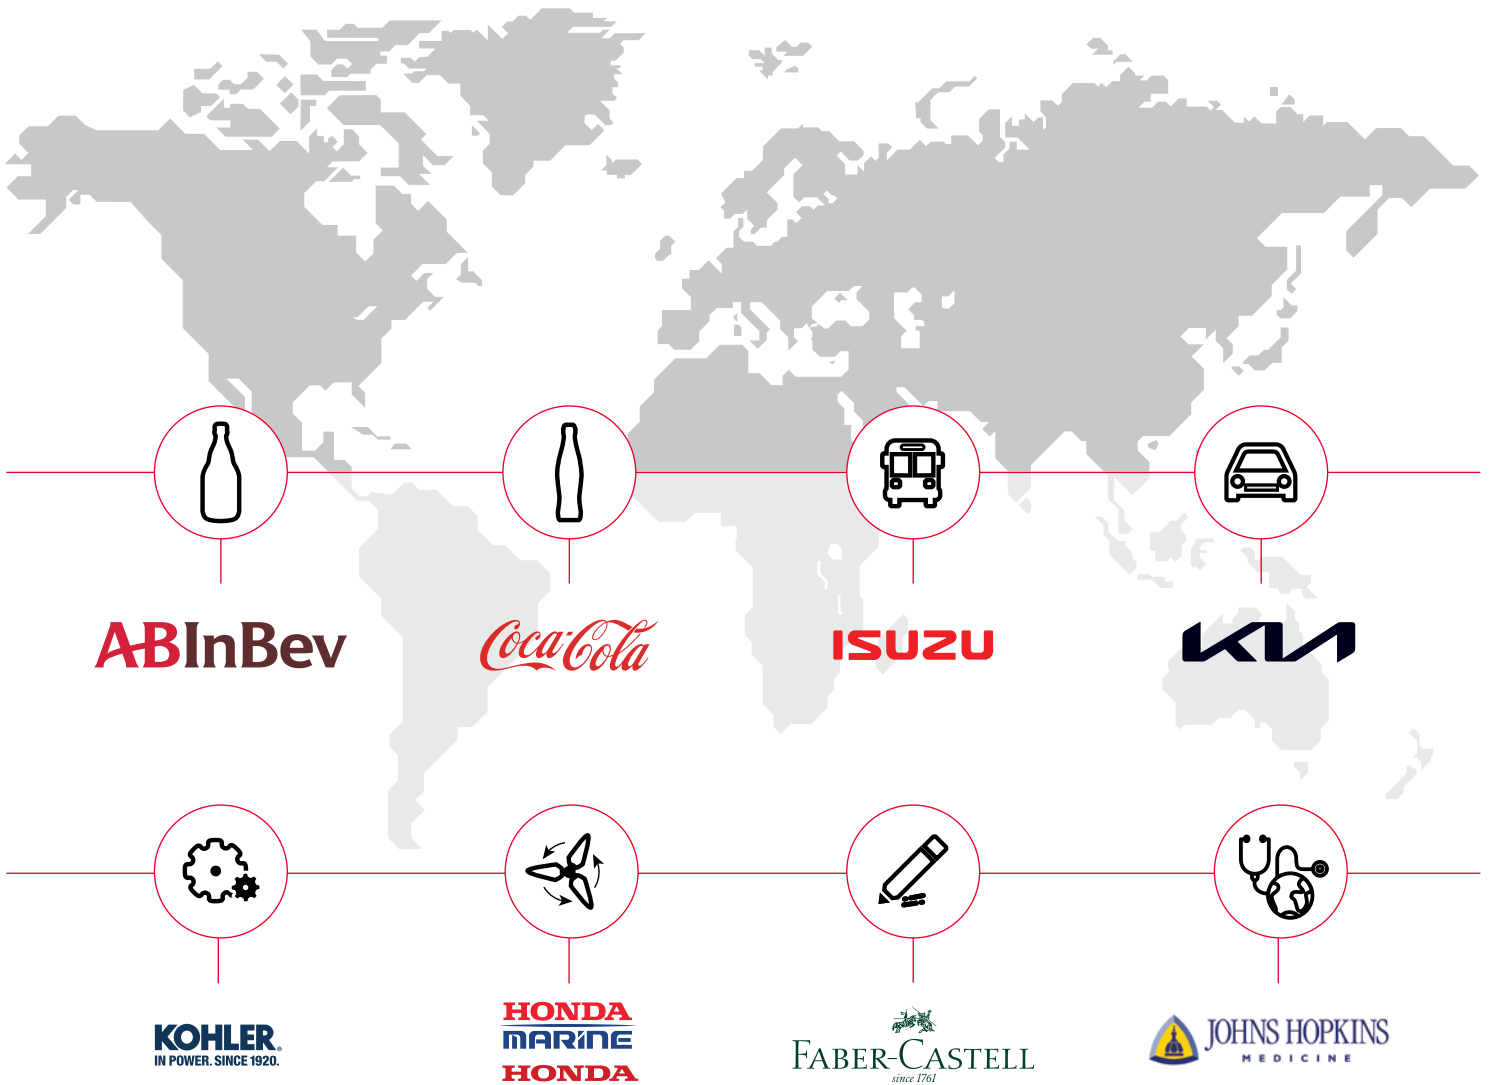 ABInBev
Coca-Cola
ISUZU
KIA
KOHLER®
IN POWER. SINCE 1920.
HONDA
MARINE
HONDA
FABER-CASTELL
since 1761
JOHNS HOPKINS
MEDICINE